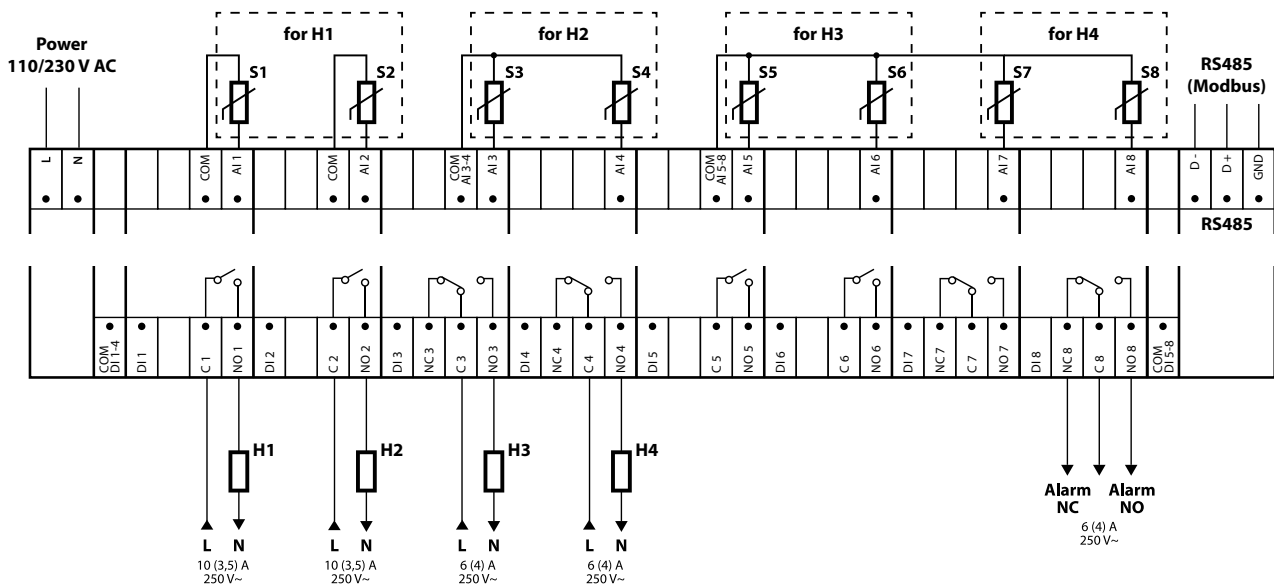 Power
110/230 V AC
for H1
for H2
for H3
for H4
S1
S2
S3
S4
S5
S6
S7
S8
RS485
(Modbus)
L
N
COM
AI 1
COM
AI 2
COM
AI 3-4
AI 3
AI 4
COM
AI 5-8
AI 5
AI 6
AI 7
AI 8
D -
D +
GND
RS485
COM
DI 1-4
DI 1
C 1
NO 1
DI 2
C 2
NO 2
DI 3
NC 3
C 3
NO 3
DI 4
NC 4
C 4
NO 4
DI 5
C 5
NO 5
DI 6
C 6
NO 6
DI 7
NC 7
C 7
NO 7
DI 8
NC 8
C 8
NO 8
COM
DI 5-8
H1
H2
H3
H4
L N
10 (3,5) A
250 V~
L N
10 (3,5) A
250 V~
L N
6 (4) A
250 V~
L N
6 (4) A
250 V~
Alarm
NC
Alarm
NO
6 (4) A
250 V~